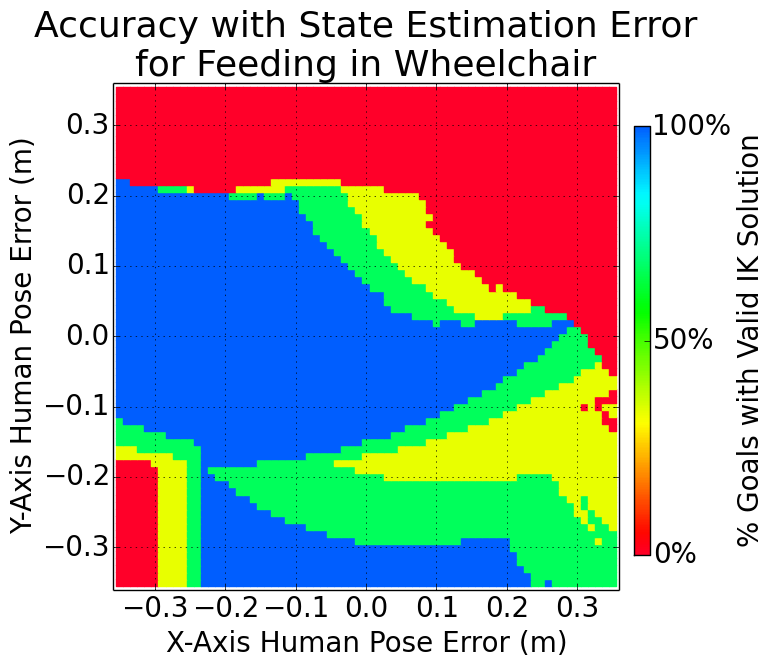 Accuracy with State Estimation Error
for Feeding in Wheelchair
Y-Axis Human Pose Error (m)
0.3
0.2
0.1
0.0
−0.1
−0.2
−0.3
−0.3 −0.2 −0.1 0.0 0.1 0.2 0.3
X-Axis Human Pose Error (m)
100%
50%
0%
% Goals with Valid IK Solution